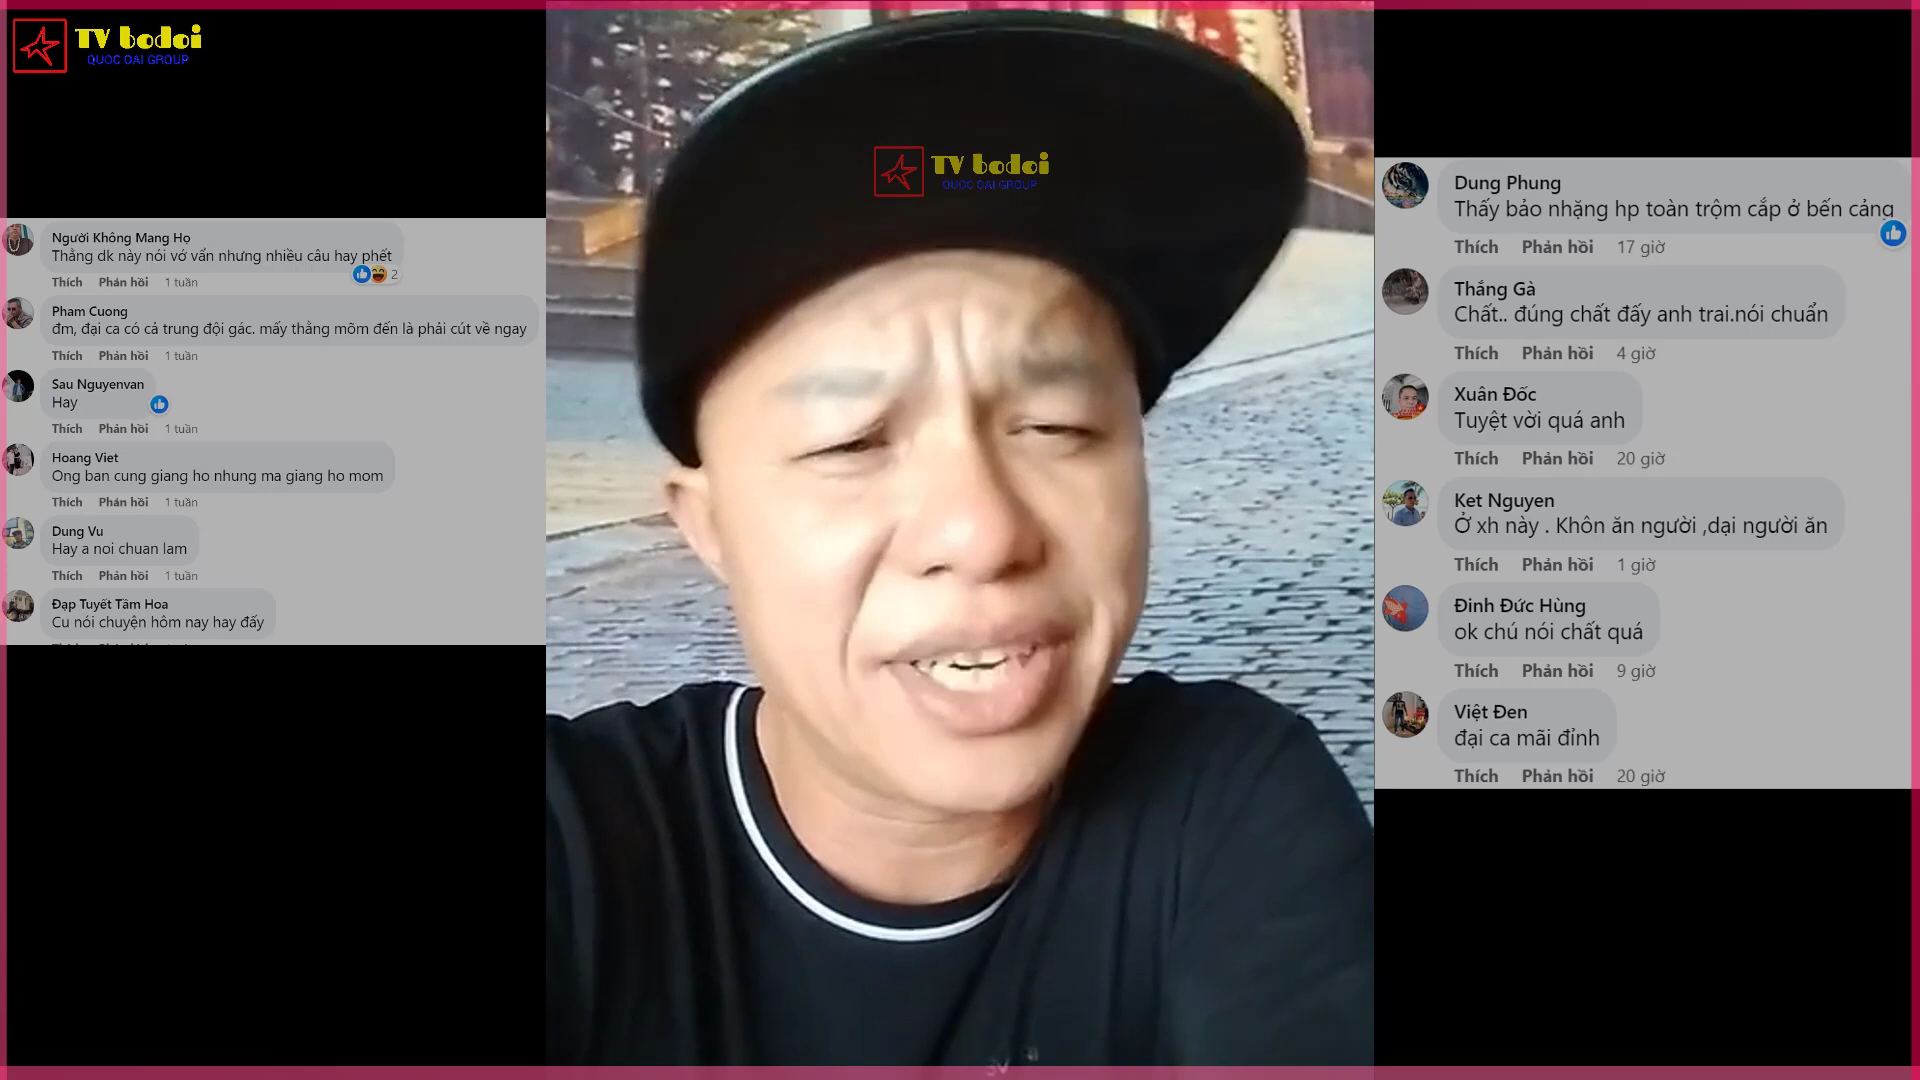 TV bodoi
QUOC OAI GROUP
Người Không Mang Họ
Thằng dk này nói vớ vẩn nhưng nhiều câu hay phết
2
Thích Phản hồi 1 tuần
Pham Cuong
đm, đại ca có cả trung đội gác. mấy thằng mõm đến là phải cút về ngay
Thích Phản hồi 1 tuần
Sau Nguyenvan
Hay
Thích Phản hồi 1 tuần
Hoang Viet
Ong ban cung giang ho nhung ma giang ho mom
Thích Phản hồi 1 tuần
Dung Vu
Hay a noi chuan lam
Thích Phản hồi 1 tuần
Đạp Tuyết Tầm Hoa
Cu nói chuyện hôm nay hay đấy
TV bodoi
QUOC OAI GROUP
Dung Phung
Thấy bảo nhặng hp toàn trộm cắp ở bến cảng
Thích Phản hồi 17 giờ
Thắng Gà
Chất.. đúng chất đấy anh trai.nói chuẩn
Thích Phản hồi 4 giờ
Xuân Đốc
Tuyệt vời quá anh
Thích Phản hồi 20 giờ
Ket Nguyen
Ở xh này . Khôn ăn người ,dại người ăn
Thích Phản hồi 1 giờ
Đinh Đức Hùng
ok chú nói chất quá
Thích Phản hồi 9 giờ
Việt Đen
đại ca mãi đỉnh
Thích Phản hồi 20 giờ